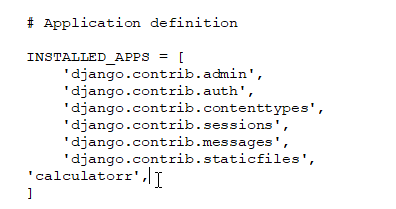 # Application definition
INSTALLED_APPS = [
    'django.contrib.admin',
    'django.contrib.auth',
    'django.contrib.contenttypes',
    'django.contrib.sessions',
    'django.contrib.messages',
    'django.contrib.staticfiles',
'calculatorr',
]